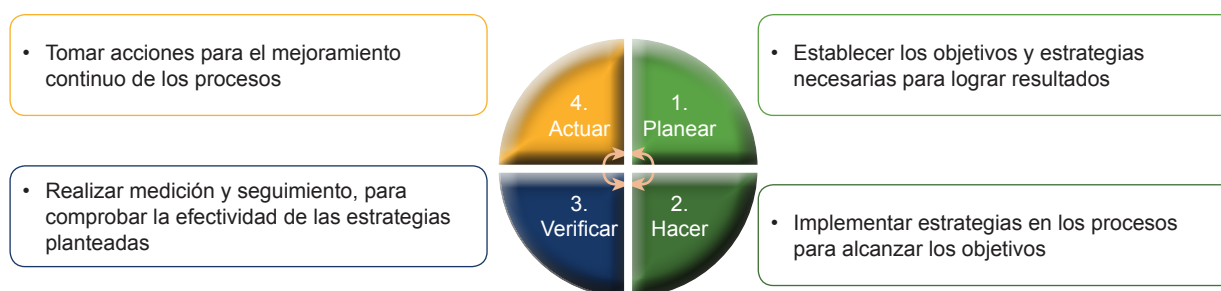 • Tomar acciones para el mejoramiento
continuo de los procesos
4.
Actuar
1.
Planear
• Establecer los objetivos y estrategias
necesarias para lograr resultados
• Realizar medición y seguimiento, para
comprobar la efectividad de las estrategias
planteadas
3.
Verificar
2.
Hacer
• Implementar estrategias en los procesos
para alcanzar los objetivos